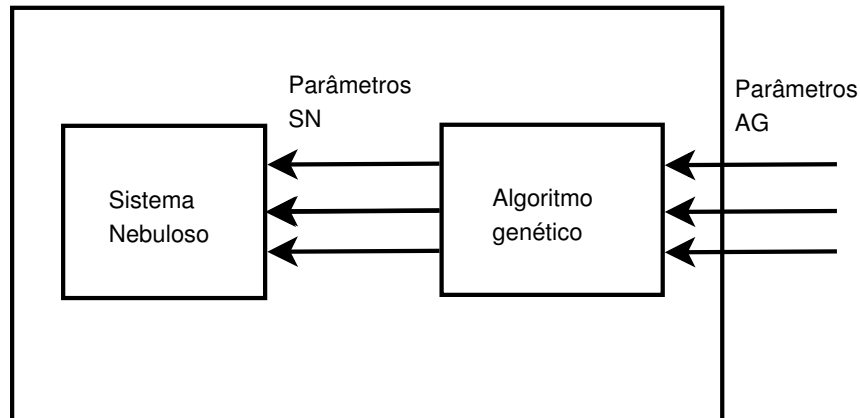 Parâmetros
SN
Parâmetros
AG
Sistema
Nebuloso
Algoritmo
genético